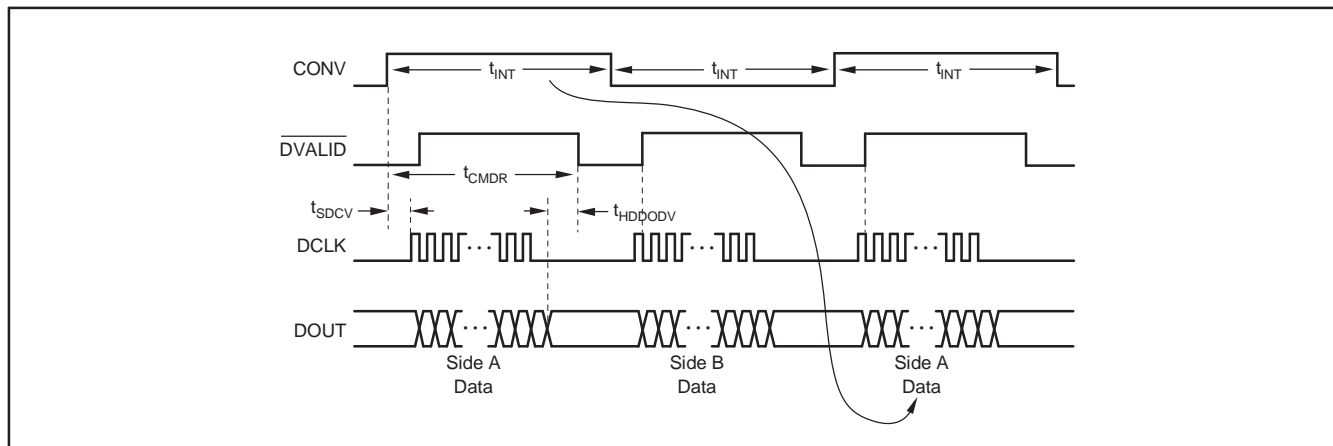 CONV
tINT
tINT
tINT
DVALID
tCMDR
tSDCV
tHDDODV
DCLK
···
···
···
DOUT
···
···
···
Side A
Data
Side B
Data
Side A
Data